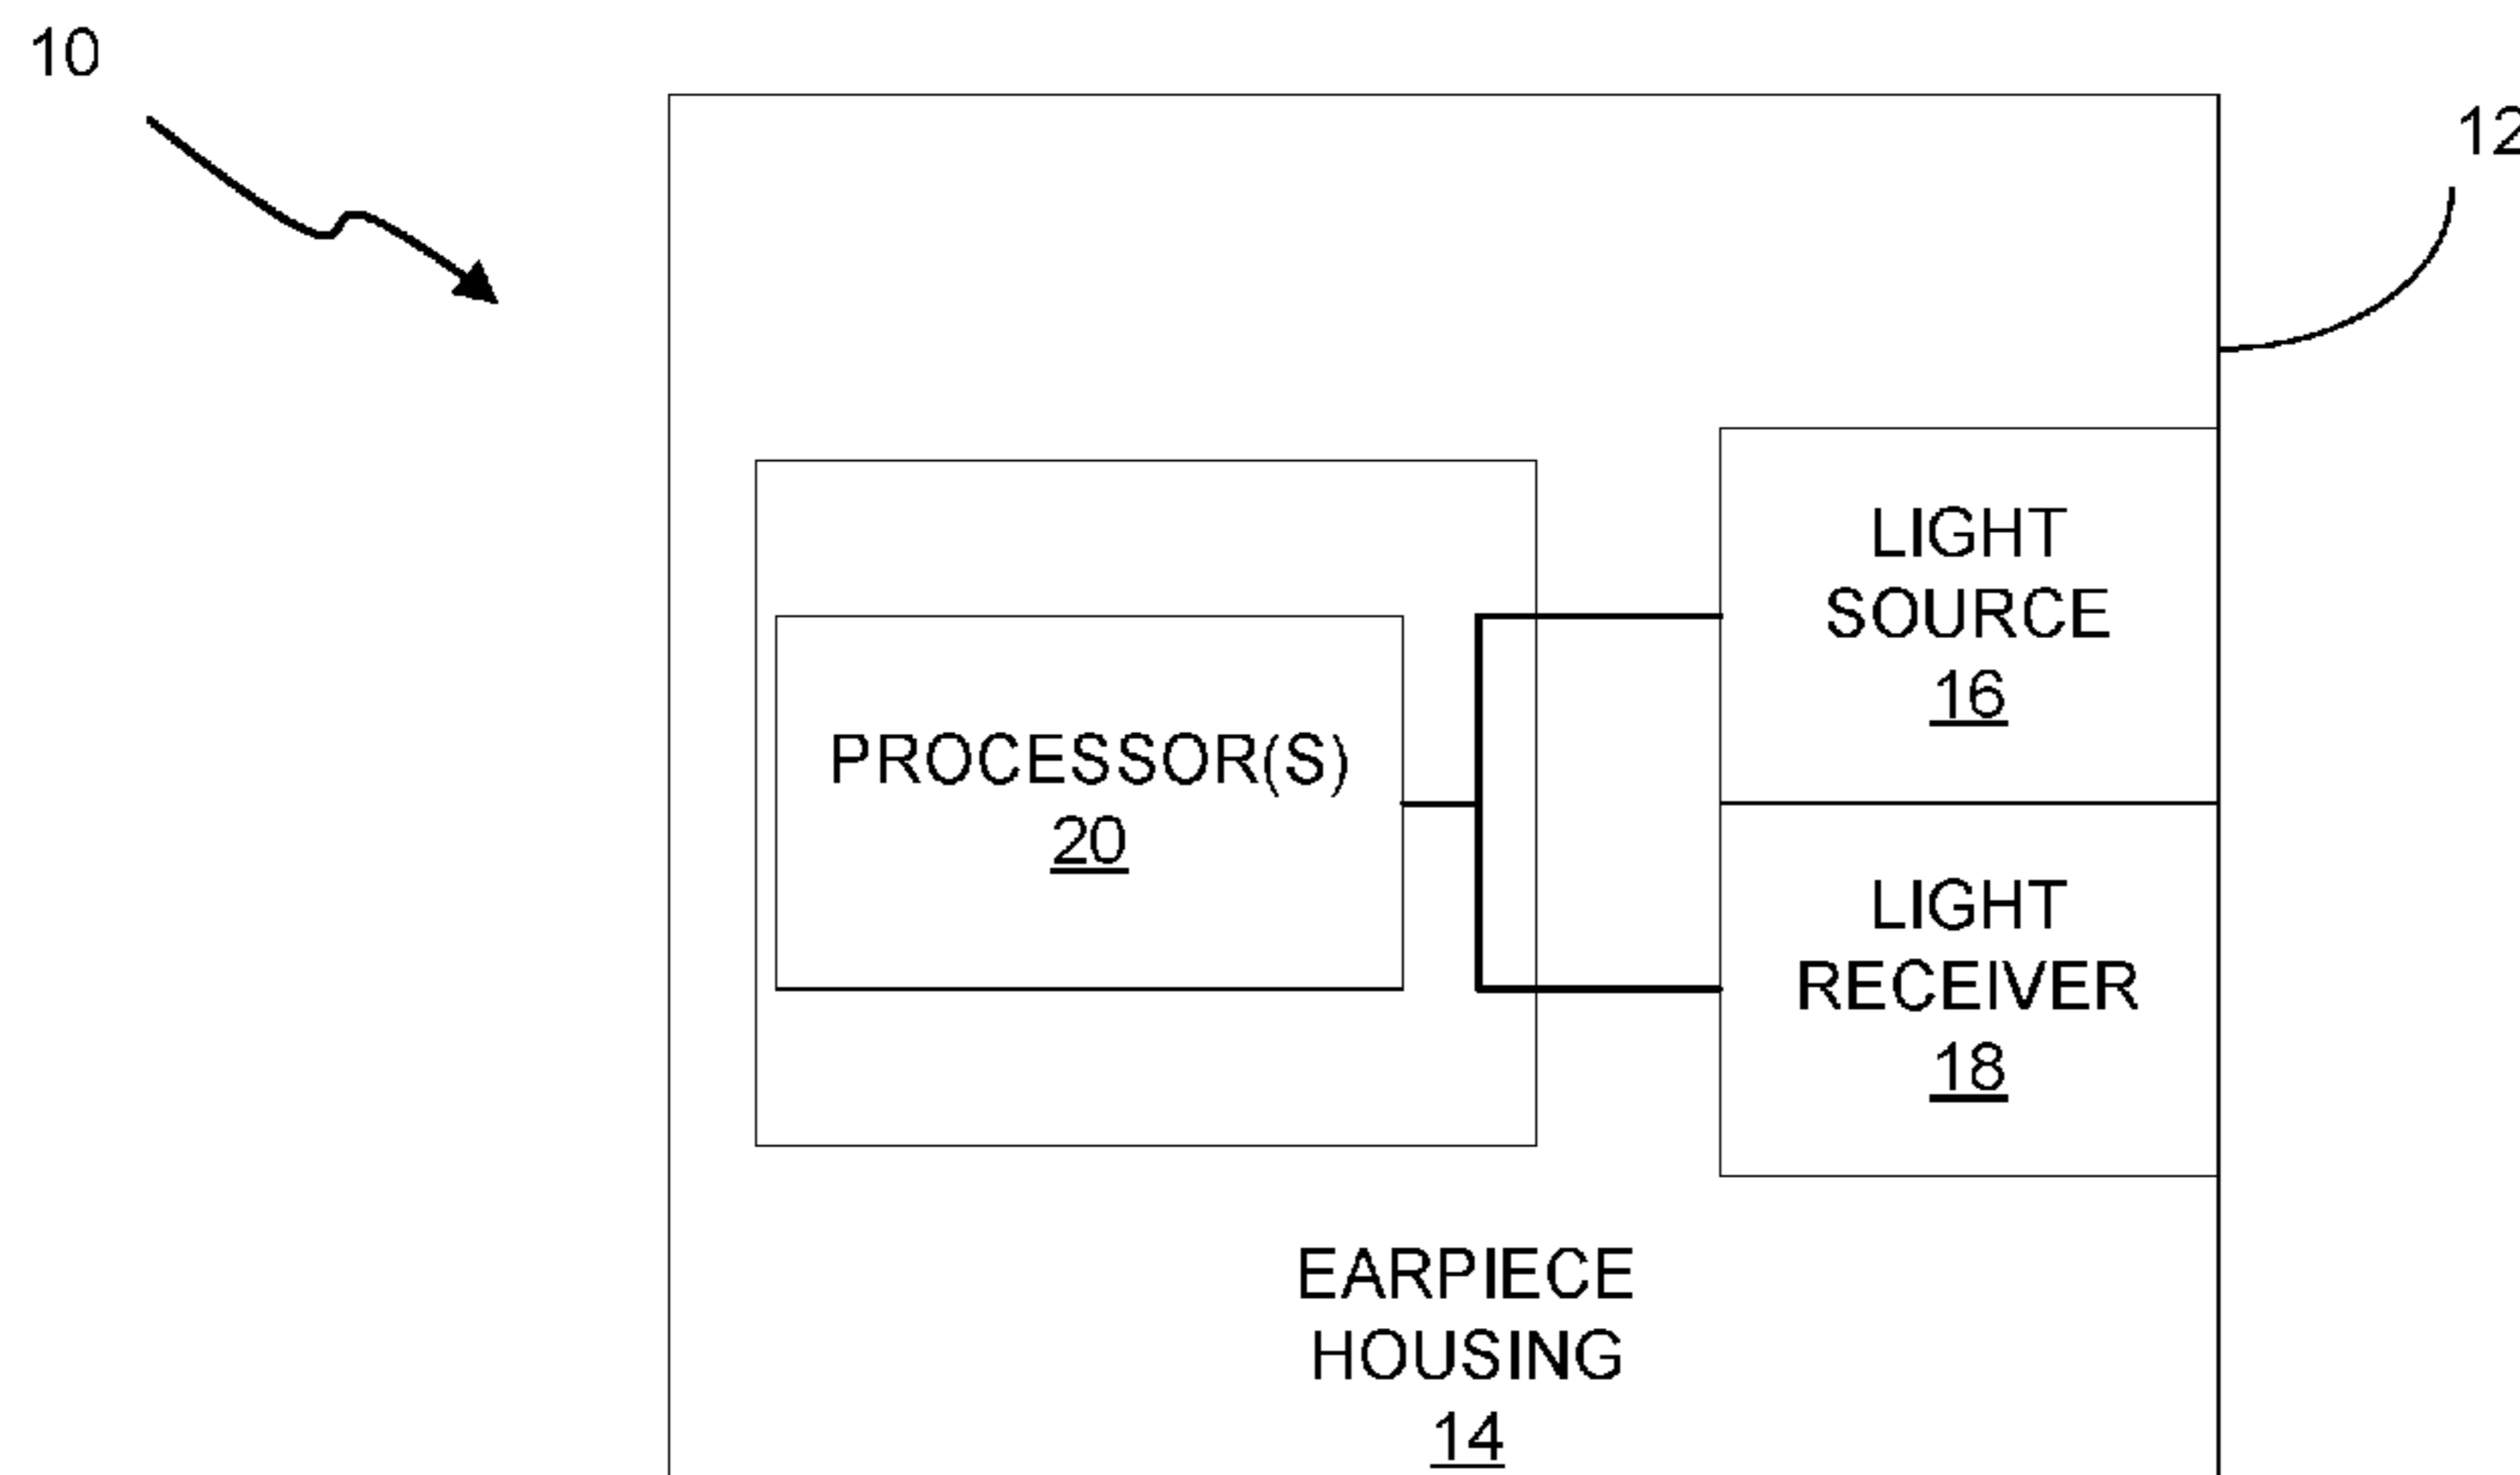 10
12
LIGHT
SOURCE
16
PROCESSOR(S)
20
LIGHT
RECEIVER
18
EARPIECE
HOUSING
14